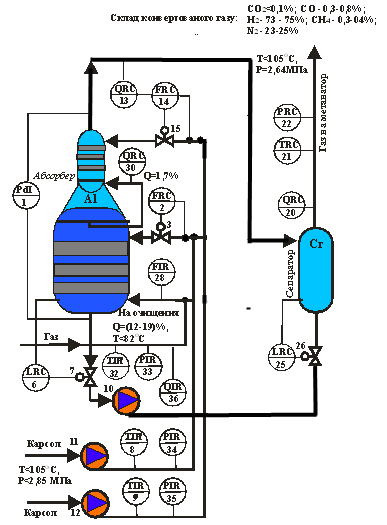 Склад конвертованого газу:
CO2<0,1%; CO - 0,3-0,8%;
H2- 73 - 75%; CH4- 0,3-04%;
N2 - 23-25%
T<105°C,
P=2,64МПа
Газ на метанатор
QRC
13
FRC
14
15
PRC
22
TRC
21
QRC
30
Q=1,7%
Абсорбер
А1
PdI
1
FRC
2
3
QRC
20
Ст
Сепаратор
FIR
28
На очищення
Q=(12-19)%,
T<82°C
Газ
LRC
6
7
TIR
32
PIR
33
QIR
36
LRC
25
26
10
Карсол
11
TIR
8
PIR
34
T<105°C,
P=2,85 МПа
Карсол
12
TIR
9
PIR
35